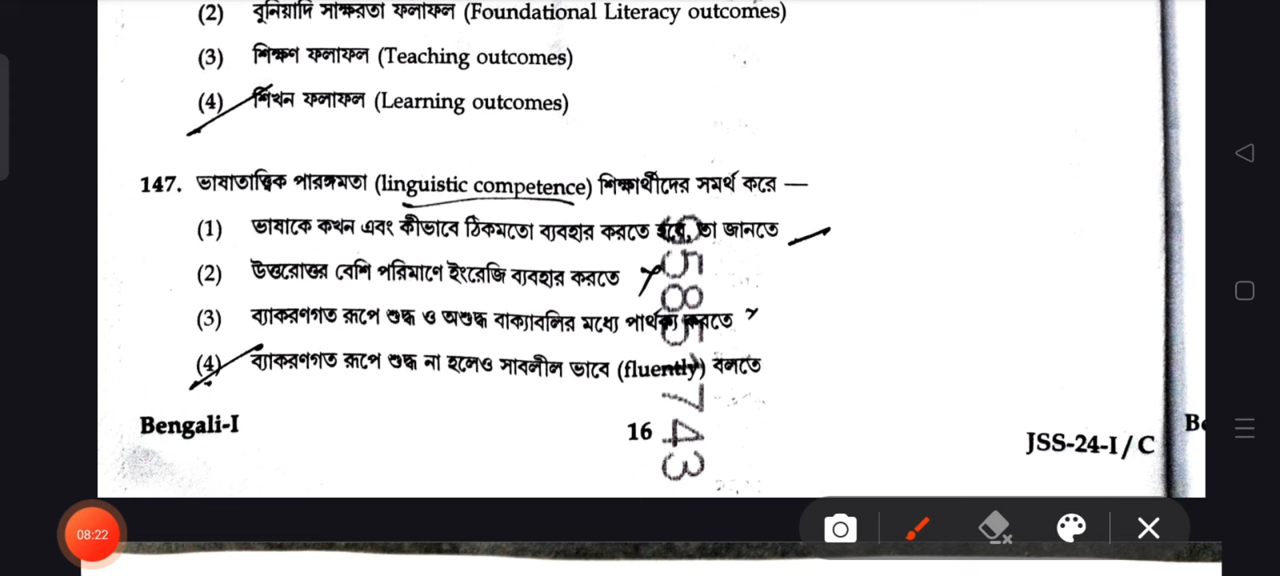 (2) বুনিয়াদি সাক্ষরতা ফলাফল (Foundational Literacy outcomes)
(3) শিক্ষণ ফলাফল (Teaching outcomes)
(4) শিখন ফলাফল (Learning outcomes)
147. ভাষাতাত্ত্বিক পারঙ্গমতা (linguistic competence) শিক্ষার্থীদের সমর্থ করে —
(1) ভাষাকে কখন এবং কীভাবে ঠিকমতো ব্যবহার করতে হবে, তা জানতে
(2) উত্তরোত্তর বেশি পরিমাণে ইংরেজি ব্যবহার করতে
(3) ব্যাকরণগত রূপে শুদ্ধ ও অশুদ্ধ বাক্যাবলির মধ্যে পার্থক্য করতে
(4) ব্যাকরণগত রূপে শুদ্ধ না হলেও সাবলীল ভাবে (fluently) বলতে
Bengali-I
16
JSS-24-I / C
08:22